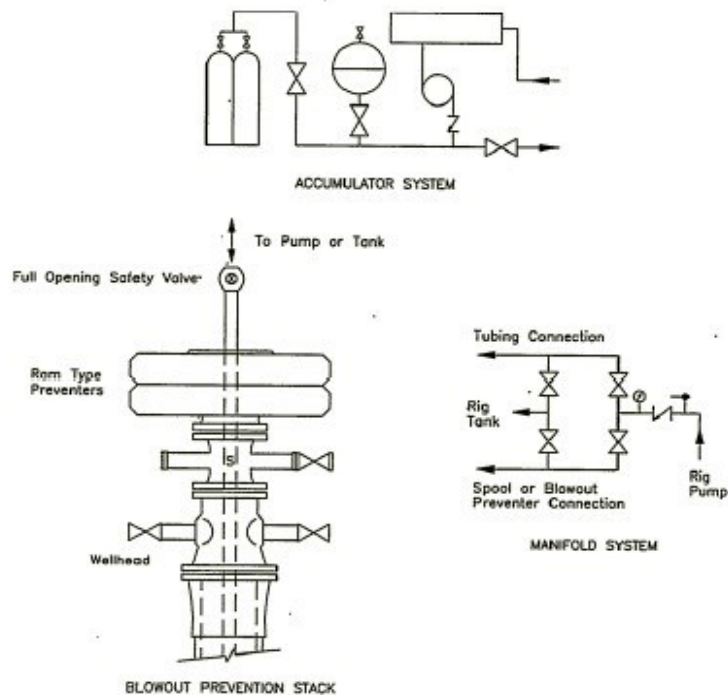 ACCUMULATOR SYSTEM
To Pump or Tank
Full Opening Safety Valve
Ram Type
Preventers
S
Wellhead
BLOWOUT PREVENTION STACK
Tubing Connection
Rig
Tank
Rig
Pump
Spool or Blowout
Preventer Connection
MANIFOLD SYSTEM